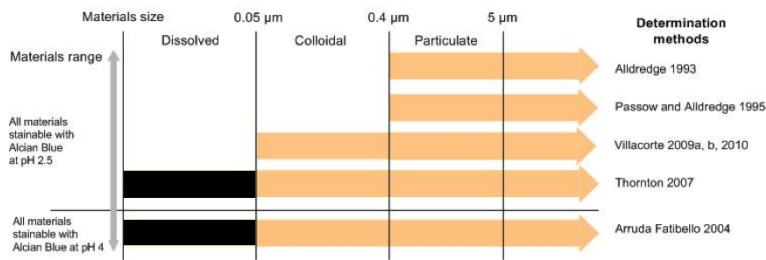 Materials size
0.05 µm
0.4 µm
5 µm
Determination
methods
Dissolved
Colloidal
Particulate
Materials range
Alldredge 1993
Passow and Alldredge 1995
All materials
stainable with
Alcian Blue
at pH 2.5
Villacorte 2009a, b, 2010
Thornton 2007
All materials
stainable with
Alcian Blue at pH 4
Arruda Fatibello 2004